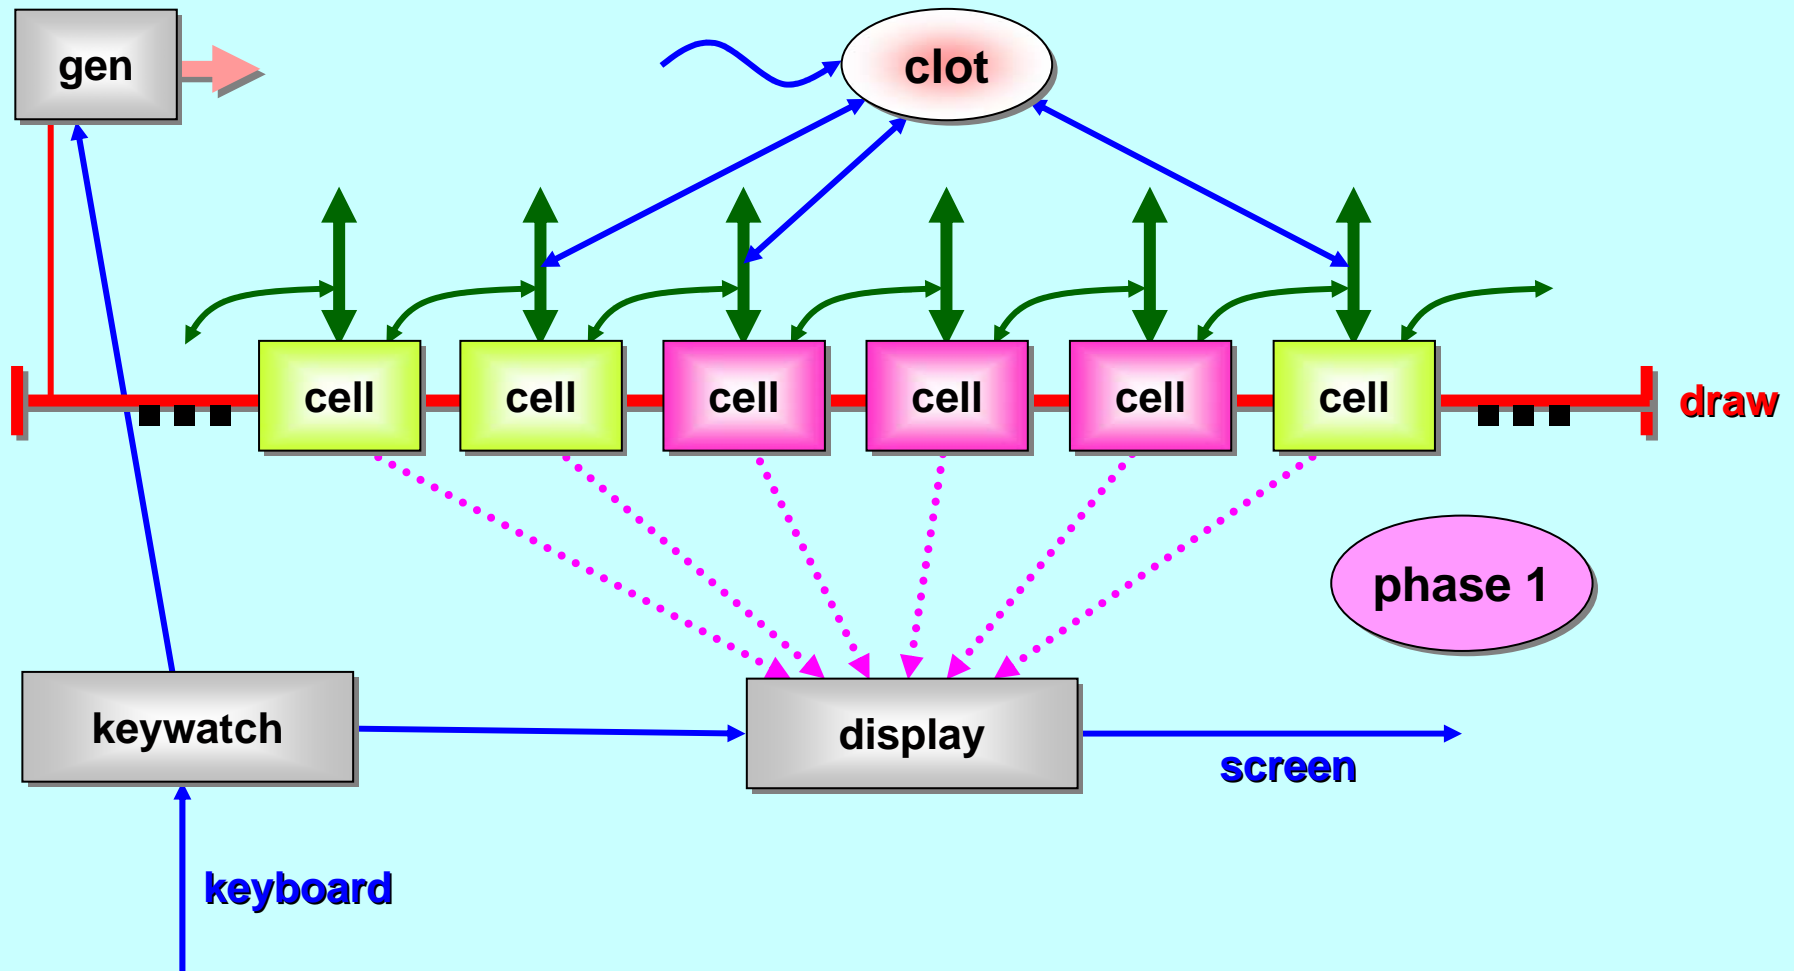 gen
clot
cell cell cell cell cell cell
draw
phase 1
keywatch
display
screen
keyboard